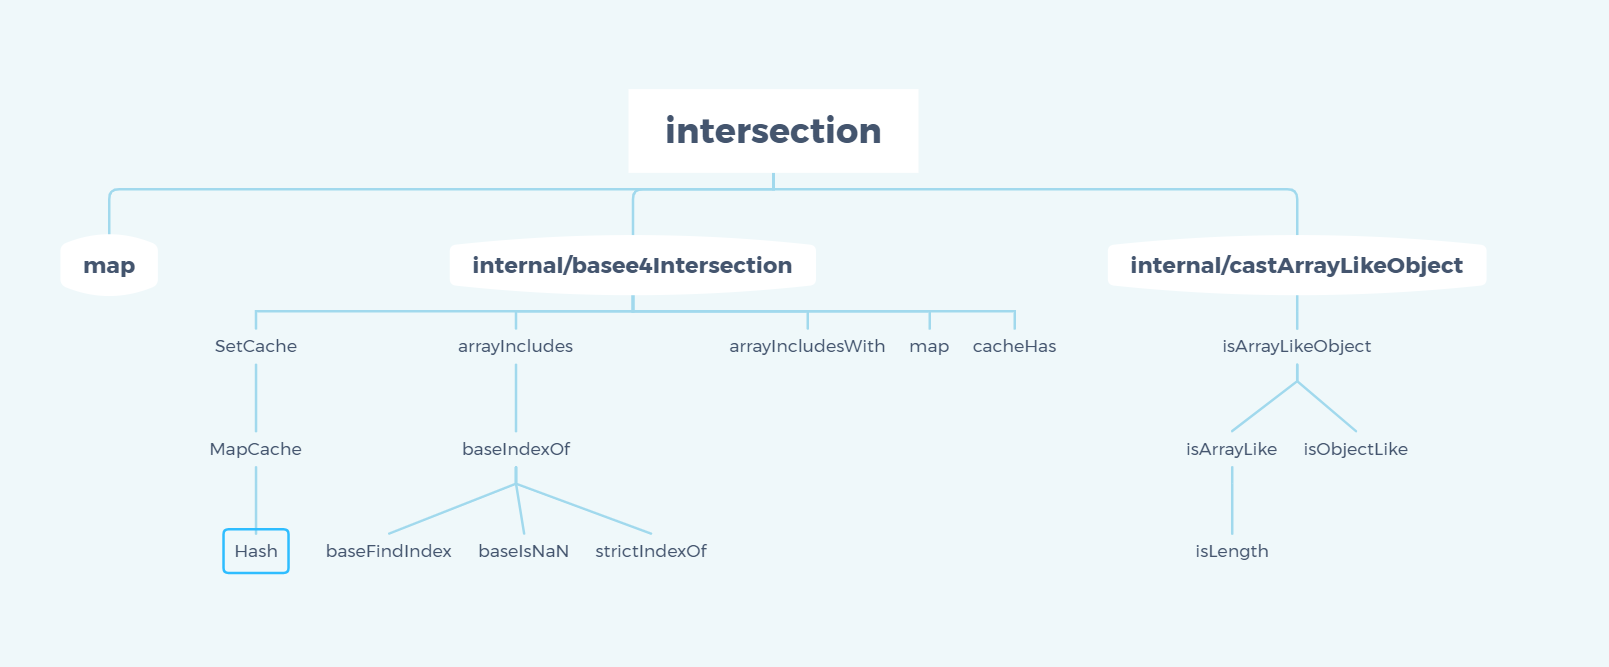 intersection
map
internal/basee4Intersection
internal/castArrayLikeObject
SetCache
arrayIncludes
arrayIncludesWith
map
cacheHas
isArrayLikeObject
MapCache
baseIndexOf
isArrayLike
isObjectLike
Hash
baseFindIndex
baseIsNaN
strictIndexOf
isLength